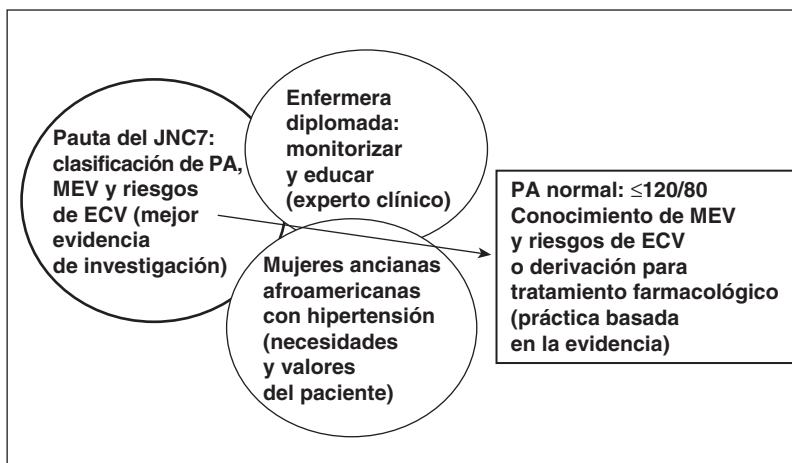 Pauta del JNC7:
clasificación de PA,
MEV y riesgos
de ECV (mejor
evidencia
de investigación)
Enfermera
diplomada:
monitorizar
y educar
(experto clínico)
Mujeres ancianas
afroamericanas
con hipertensión
(necesidades
y valores
del paciente)
PA normal: ≤120/80
Conocimiento de MEV
y riesgos de ECV
o derivación para
tratamiento farmacológico
(práctica basada
en la evidencia)